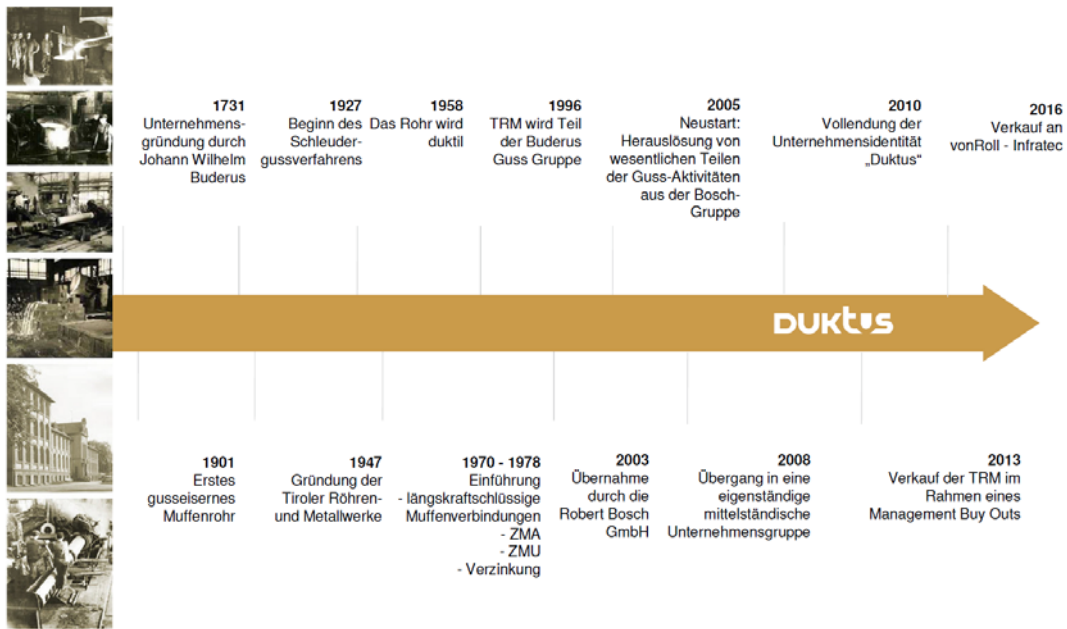 1731
Unternehmens-
gründung durch
Johann Wilhelm
Buderus
1927
Beginn des
Schleuder-
gussverfahrens
1958
Das Rohr wird
duktil
1996
TRM wird Teil
der Buderus
Guss Gruppe
2005
Neustart:
Herauslösung von
wesentlichen Teilen
der Guss-Aktivitäten
aus der Bosch-
Gruppe
2010
Vollendung der
Unternehmensidentität
„Duktus“
2016
Verkauf an
vonRoll - Infratec
DUKtUS
1901
Erstes
gusseisernes
Muffenrohr
1947
Gründung der
Tiroler Röhren-
und Metallwerke
1970 - 1978
Einführung
- längskraftschlüssige
Muffenverbindungen
- ZMA
- ZMU
- Verzinkung
2003
Übernahme
durch die
Robert Bosch
GmbH
2008
Übergang in eine
eigenständige
mittelständische
Unternehmensgruppe
2013
Verkauf der TRM im
Rahmen eines
Management Buy Outs